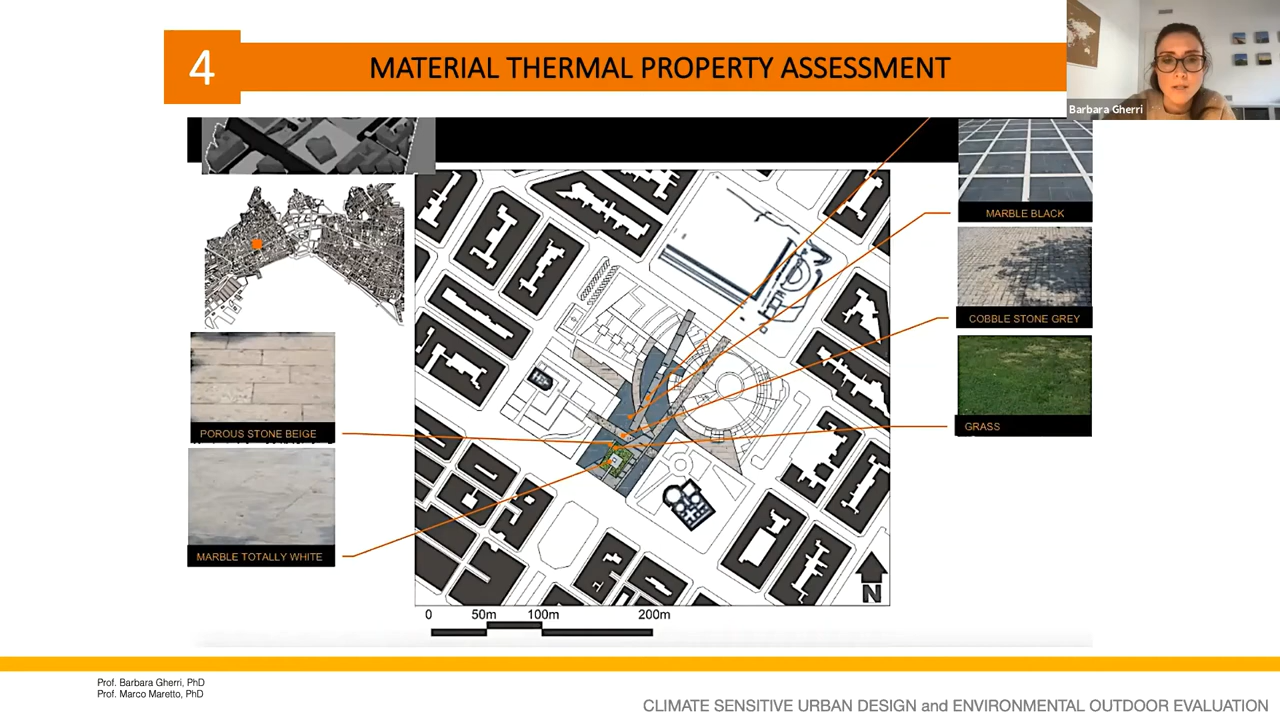 4
MATERIAL THERMAL PROPERTY ASSESSMENT
Barbara Gherri
MARBLE BLACK
COBBLE STONE GREY
GRASS
POROUS STONE BEIGE
MARBLE TOTALLY WHITE
N
0 50m 100m 200m
Prof. Barbara Gherri, PhD
Prof. Marco Maretto, PhD
CLIMATE SENSITIVE URBAN DESIGN and ENVIRONMENTAL OUTDOOR EVALUATION